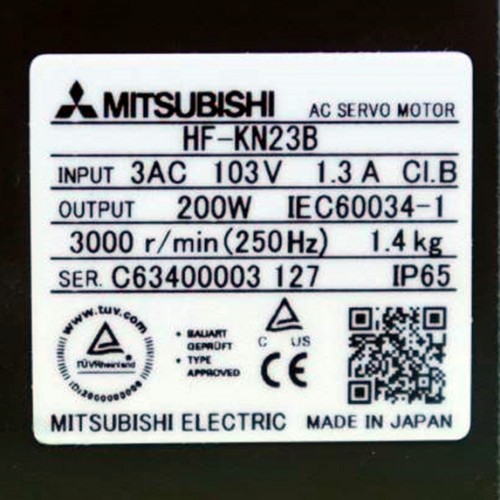 MITSUBISHI AC SERVO MOTOR
HF-KN23B
INPUT 3AC 103V 1.3 A CI.B
OUTPUT 200W IEC60034-1
3000 r/min(250Hz) 1.4 kg
SER. C63400003 127 IP65
www.tuv.com
TÜVRheinland
• BAUART
GEPRÜFT
• TYPE
APPROVED
C US
CE
MITSUBISHI ELECTRIC MADE IN JAPAN